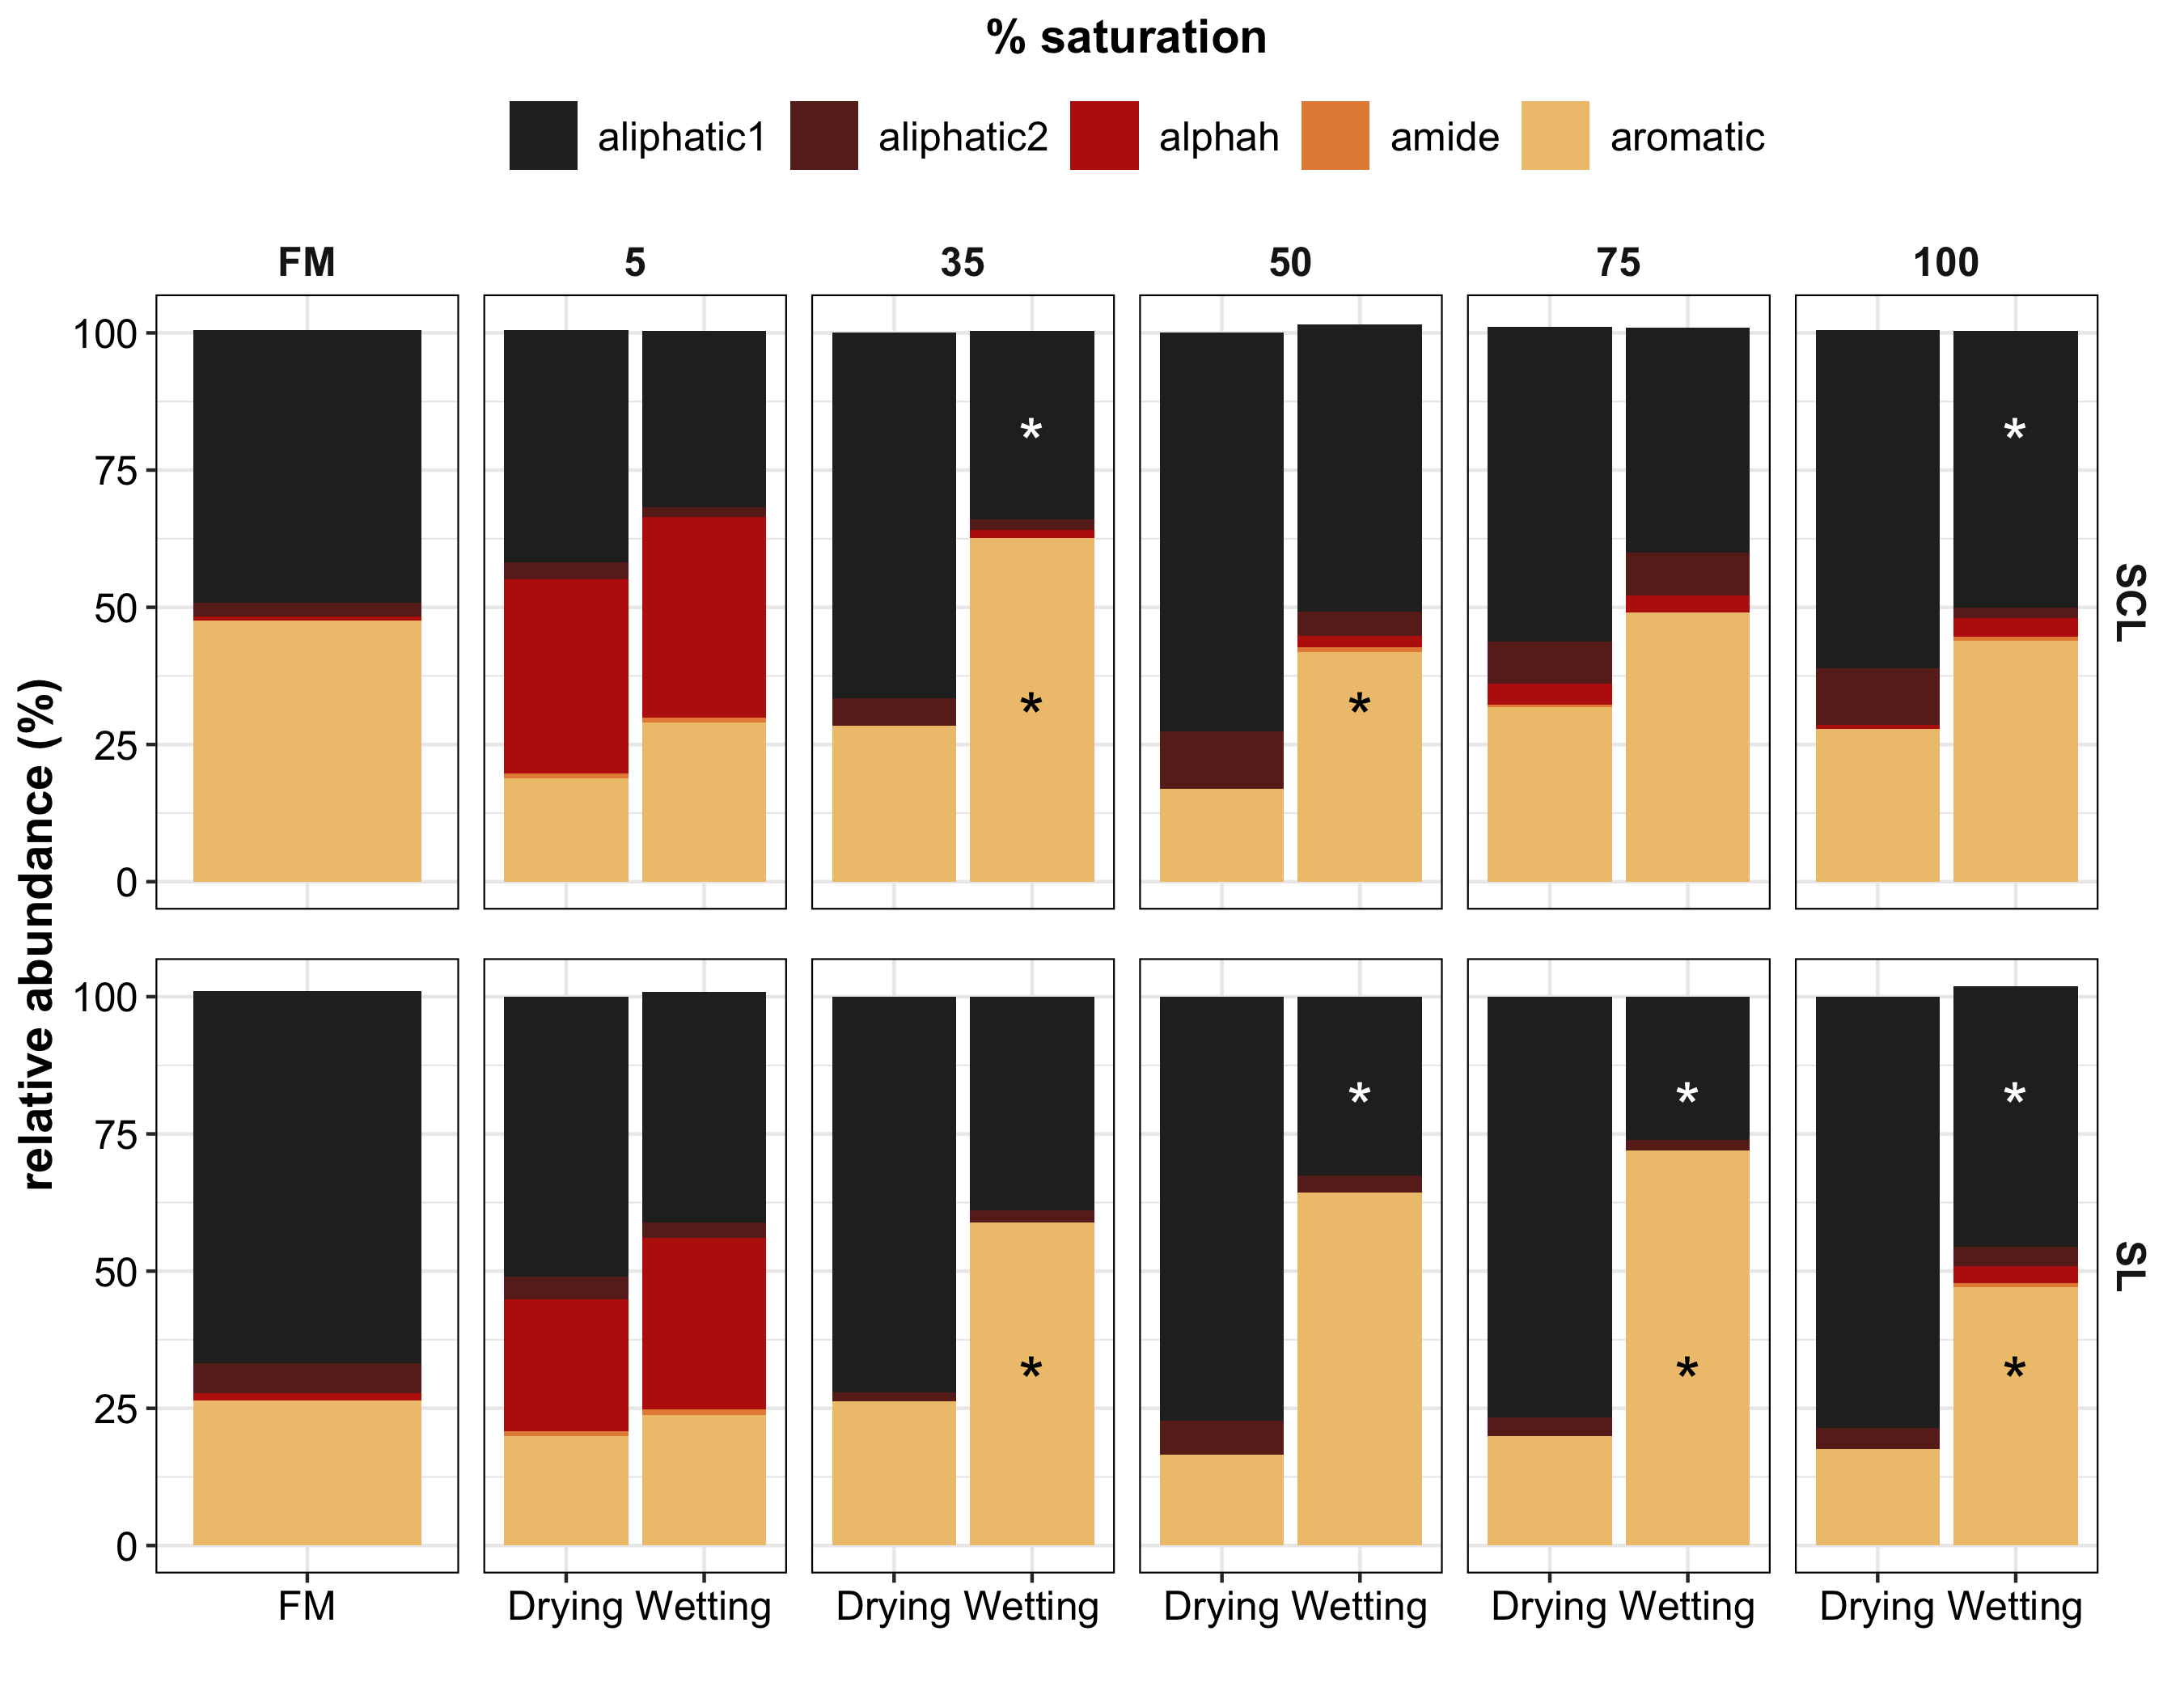 % saturation
aliphatic1 aliphatic2 alphah amide aromatic
FM 5 35 50 75 100
relative abundance (%)
100
75
50
25
0
* *
* *
SCL
100
75
50
25
0
* * *
* * *
SL
FM Drying Wetting Drying Wetting Drying Wetting Drying Wetting Drying Wetting